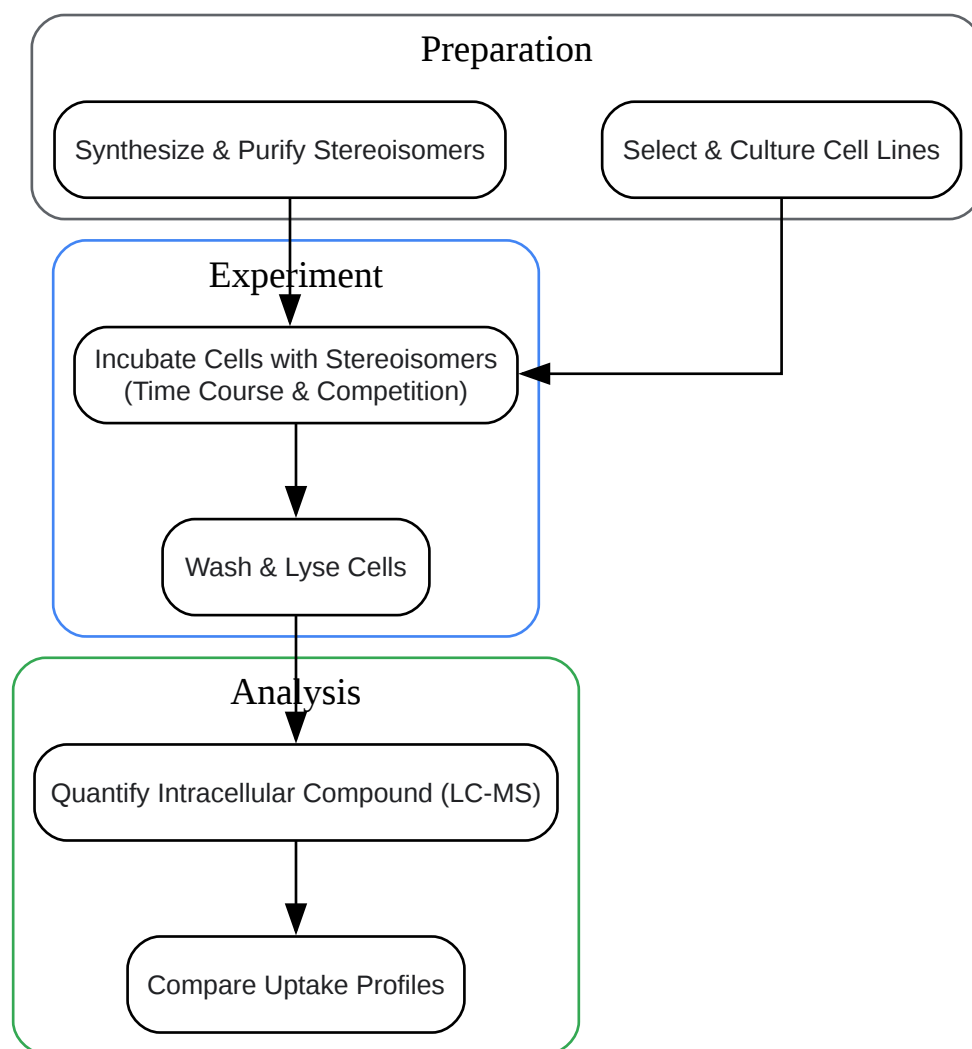 Preparation
Synthesize & Purify Stereoisomers
Select & Culture Cell Lines
Experiment
Incubate Cells with Stereoisomers
(Time Course & Competition)
Wash & Lyse Cells
Analysis
Quantify Intracellular Compound (LC-MS)
Compare Uptake Profiles